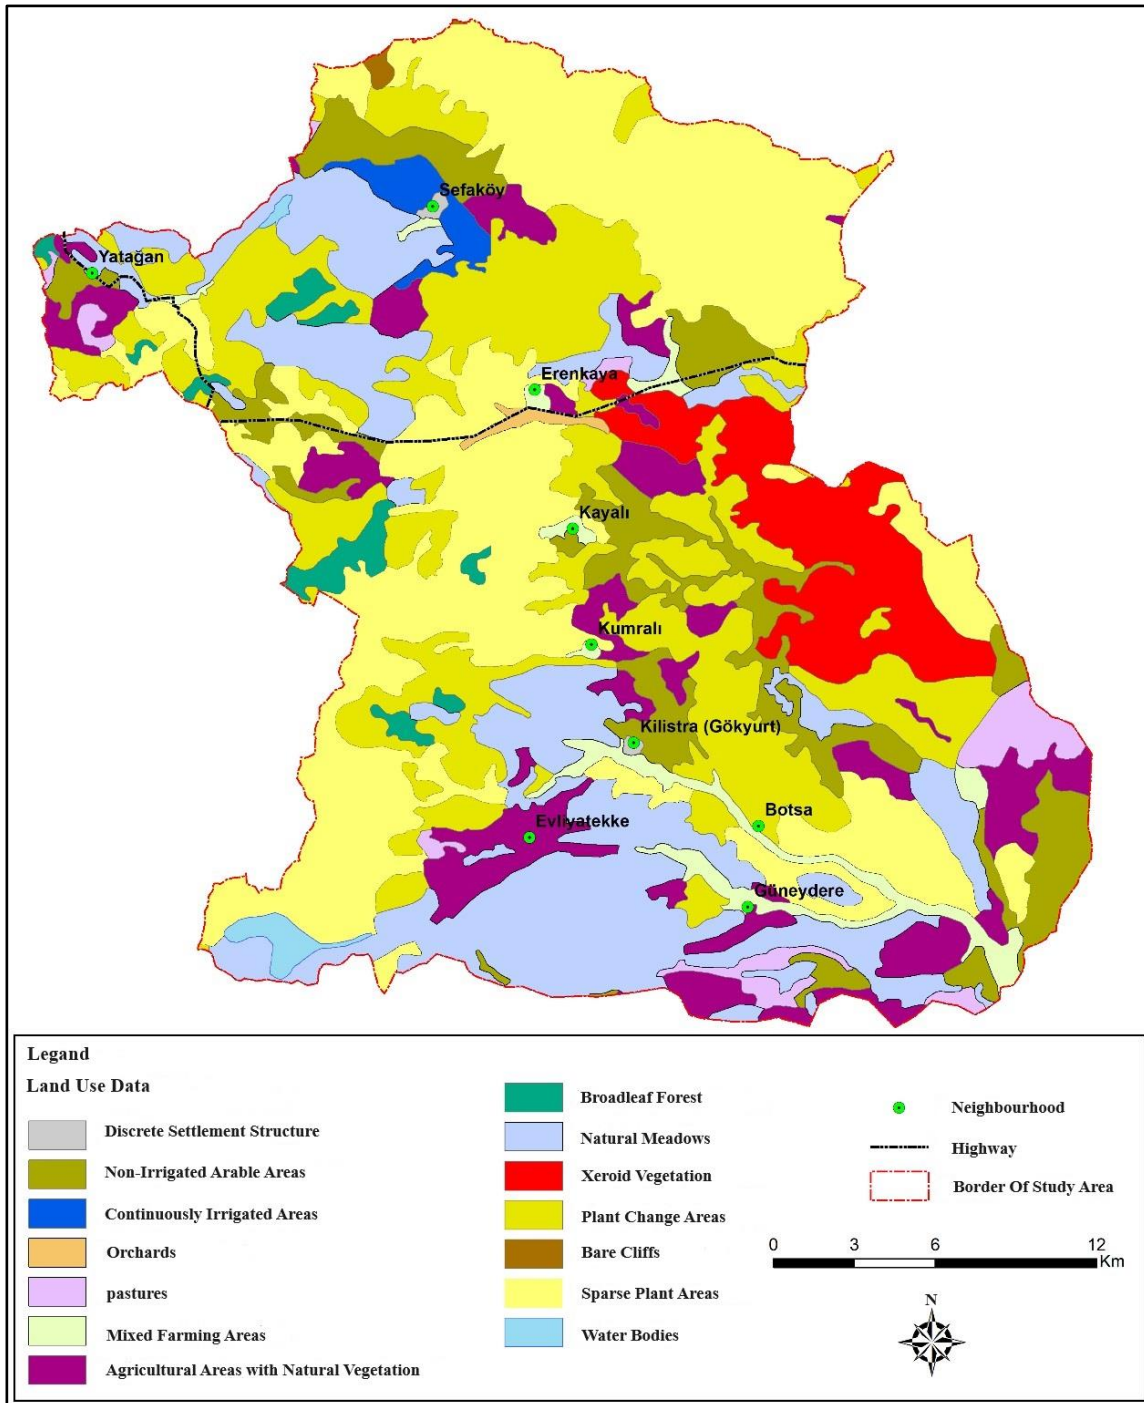 Sefaköy
Yatağan
Erenkaya
Kayalı
Kumralı
Kilistra (Gökyurt)
Botsa
Evliyatekke
Güneydere
Legand
Land Use Data
Discrete Settlement Structure
Non-Irrigated Arable Areas
Continuously Irrigated Areas
Orchards
pastures
Mixed Farming Areas
Agricultural Areas with Natural Vegetation
Broadleaf Forest
Natural Meadows
Xeroid Vegetation
Plant Change Areas
Bare Cliffs
Sparse Plant Areas
Water Bodies
Neighbourhood
Highway
Border Of Study Area
0 3 6 12
Km
N